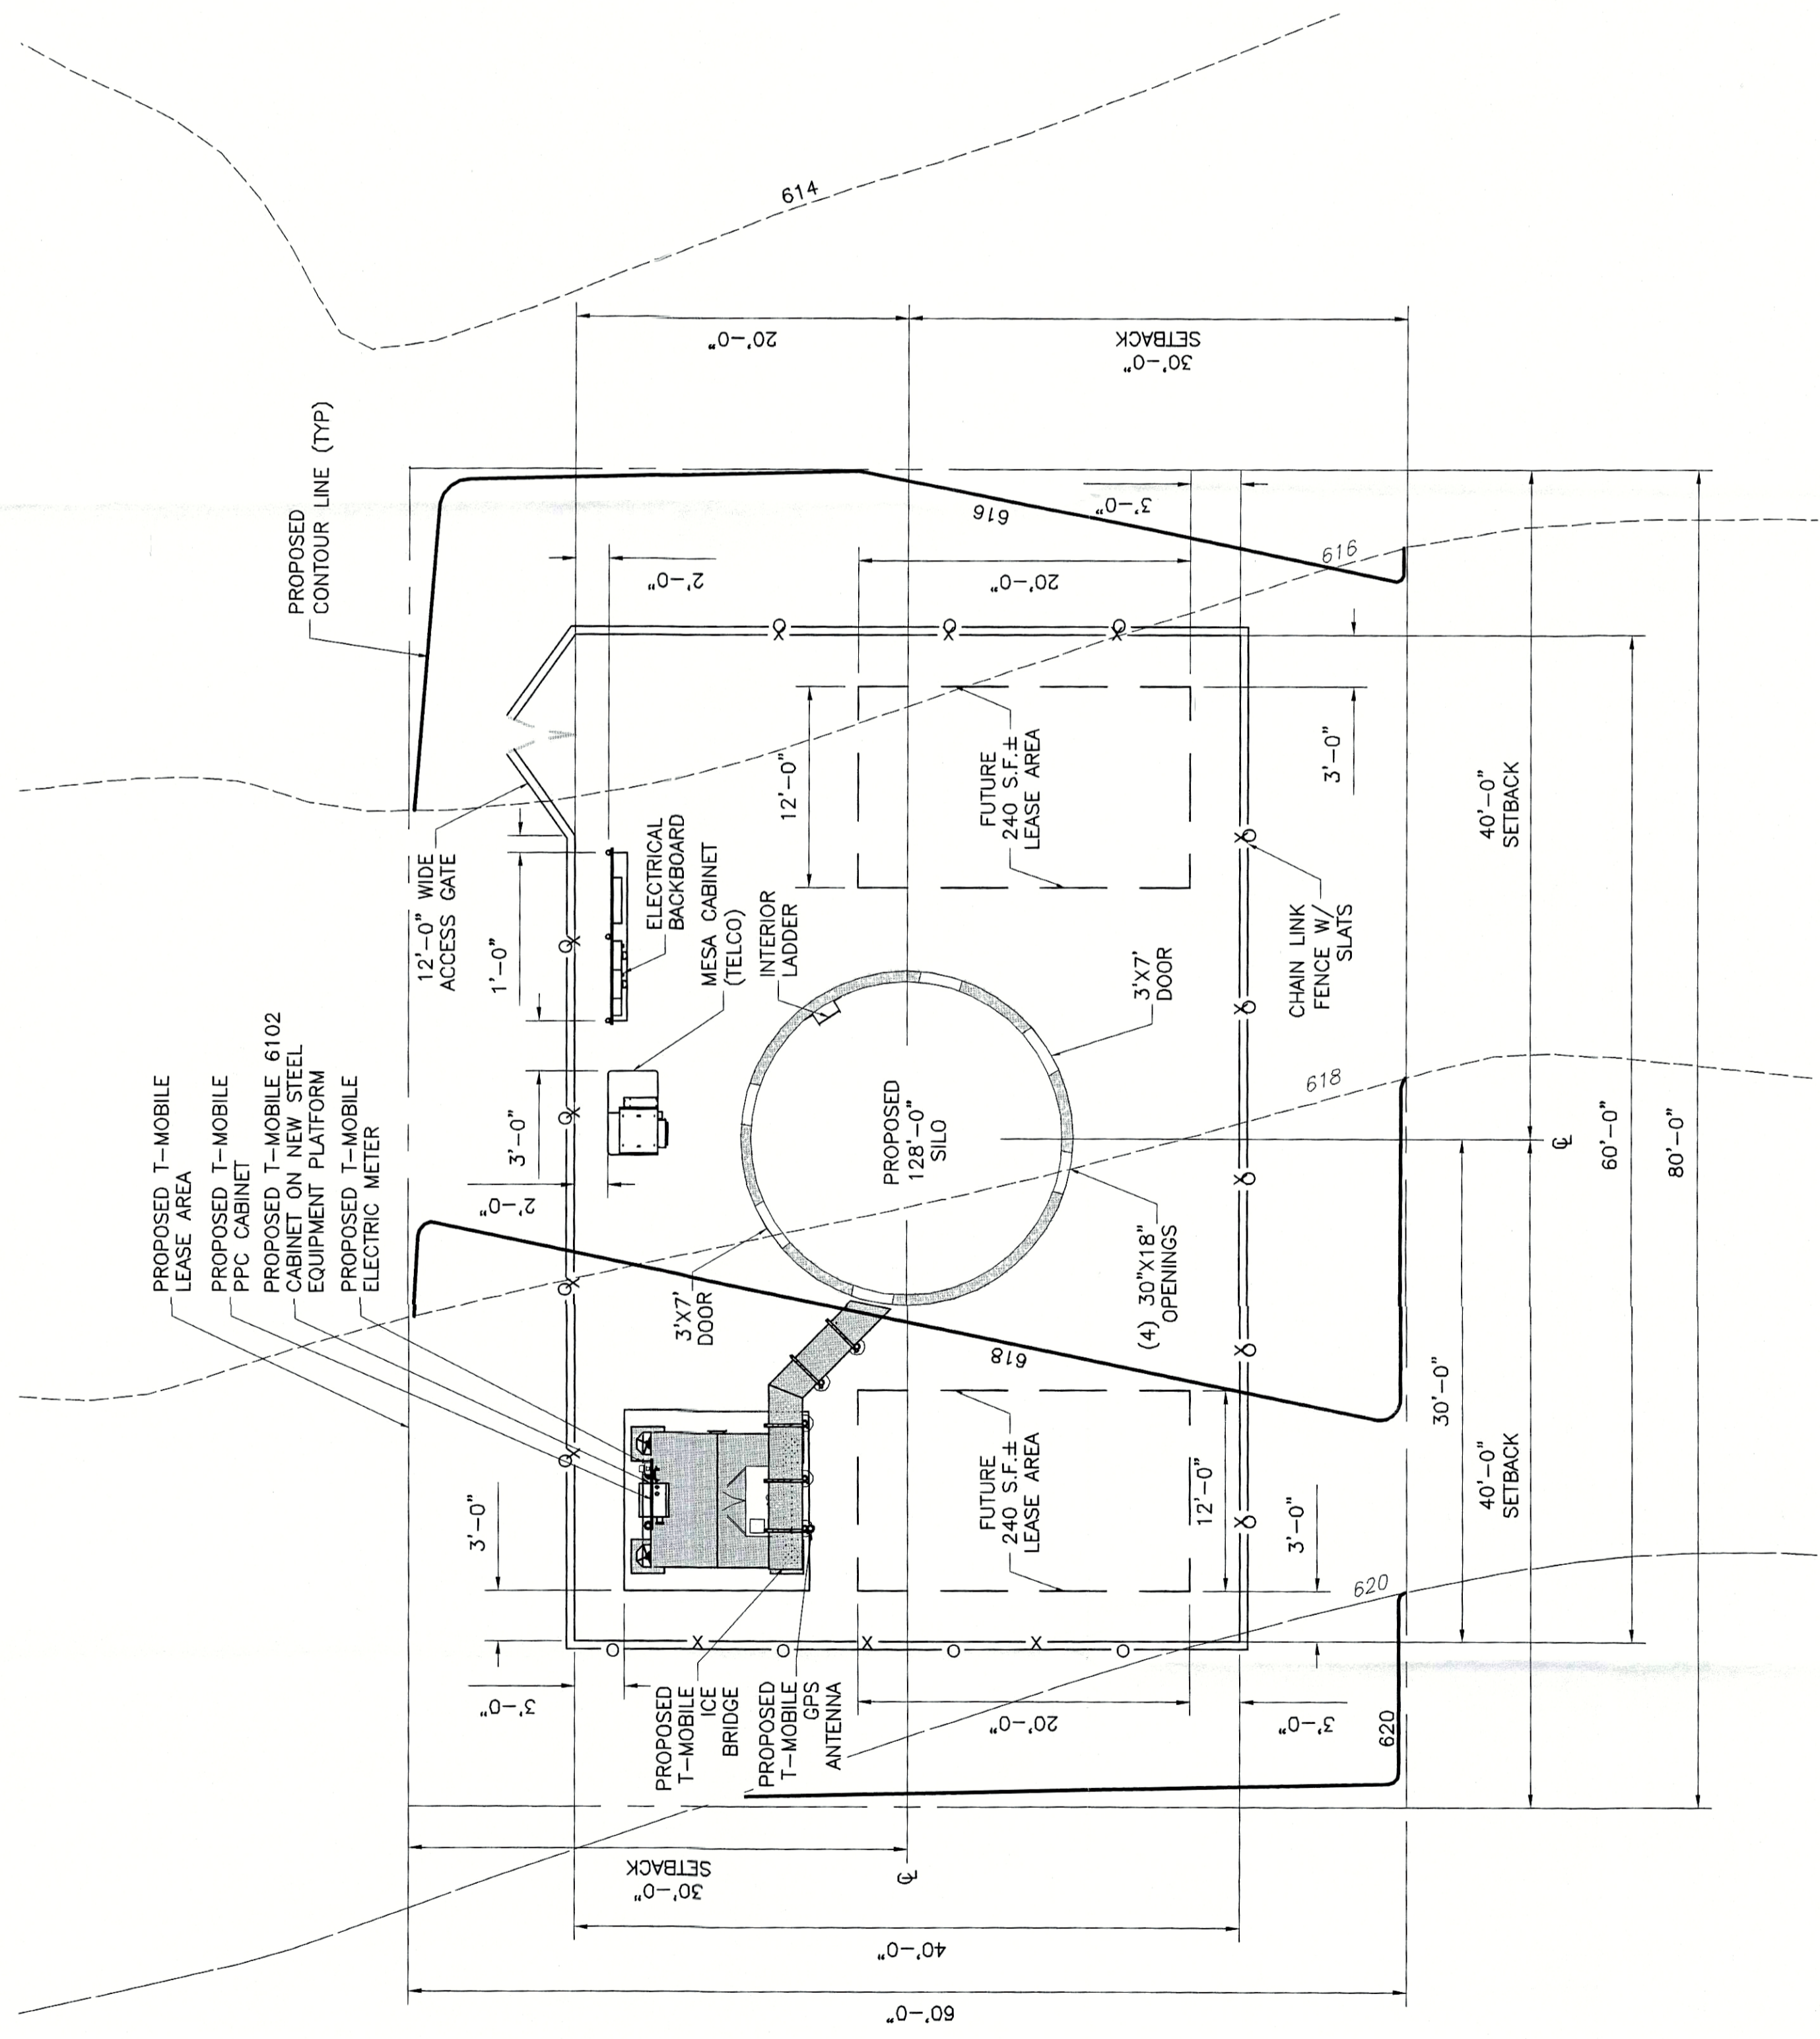 PROPOSED T-MOBILE
LEASE AREA
PROPOSED T-MOBILE
PPC CABINET
PROPOSED T-MOBILE 6102
CABINET ON NEW STEEL
EQUIPMENT PLATFORM
PROPOSED T-MOBILE
ELECTRIC METER
PROPOSED
CONTOUR LINE (TYP)
12'-0" WIDE
ACCESS GATE
1'-0"
3'-0"
2'-0"
3'-0"
3'-0"
ELECTRICAL
BACKBOARD
MESA CABINET
(TELCO)
INTERIOR
LADDER
12'-0"
2'-0"
20'-0"
20'-0"
30'-0"
SETBACK
3'-0"
614
616
616
FUTURE
240 S.F.±
LEASE AREA
3'-0"
3'X7'
DOOR
PROPOSED
128'-0"
SILO
3'X7'
DOOR
(4) 30"X18"
OPENINGS
CHAIN LINK
FENCE W/
SLATS
618
618
FUTURE
240 S.F.±
LEASE AREA
12'-0"
3'-0"
PROPOSED
T-MOBILE
ICE
BRIDGE
PROPOSED
T-MOBILE
GPS
ANTENNA
20'-0"
3'-0"
620
620
30'-0"
SETBACK
℄
40'-0"
60'-0"
30'-0"
40'-0"
SETBACK
40'-0"
SETBACK
℄
60'-0"
80'-0"